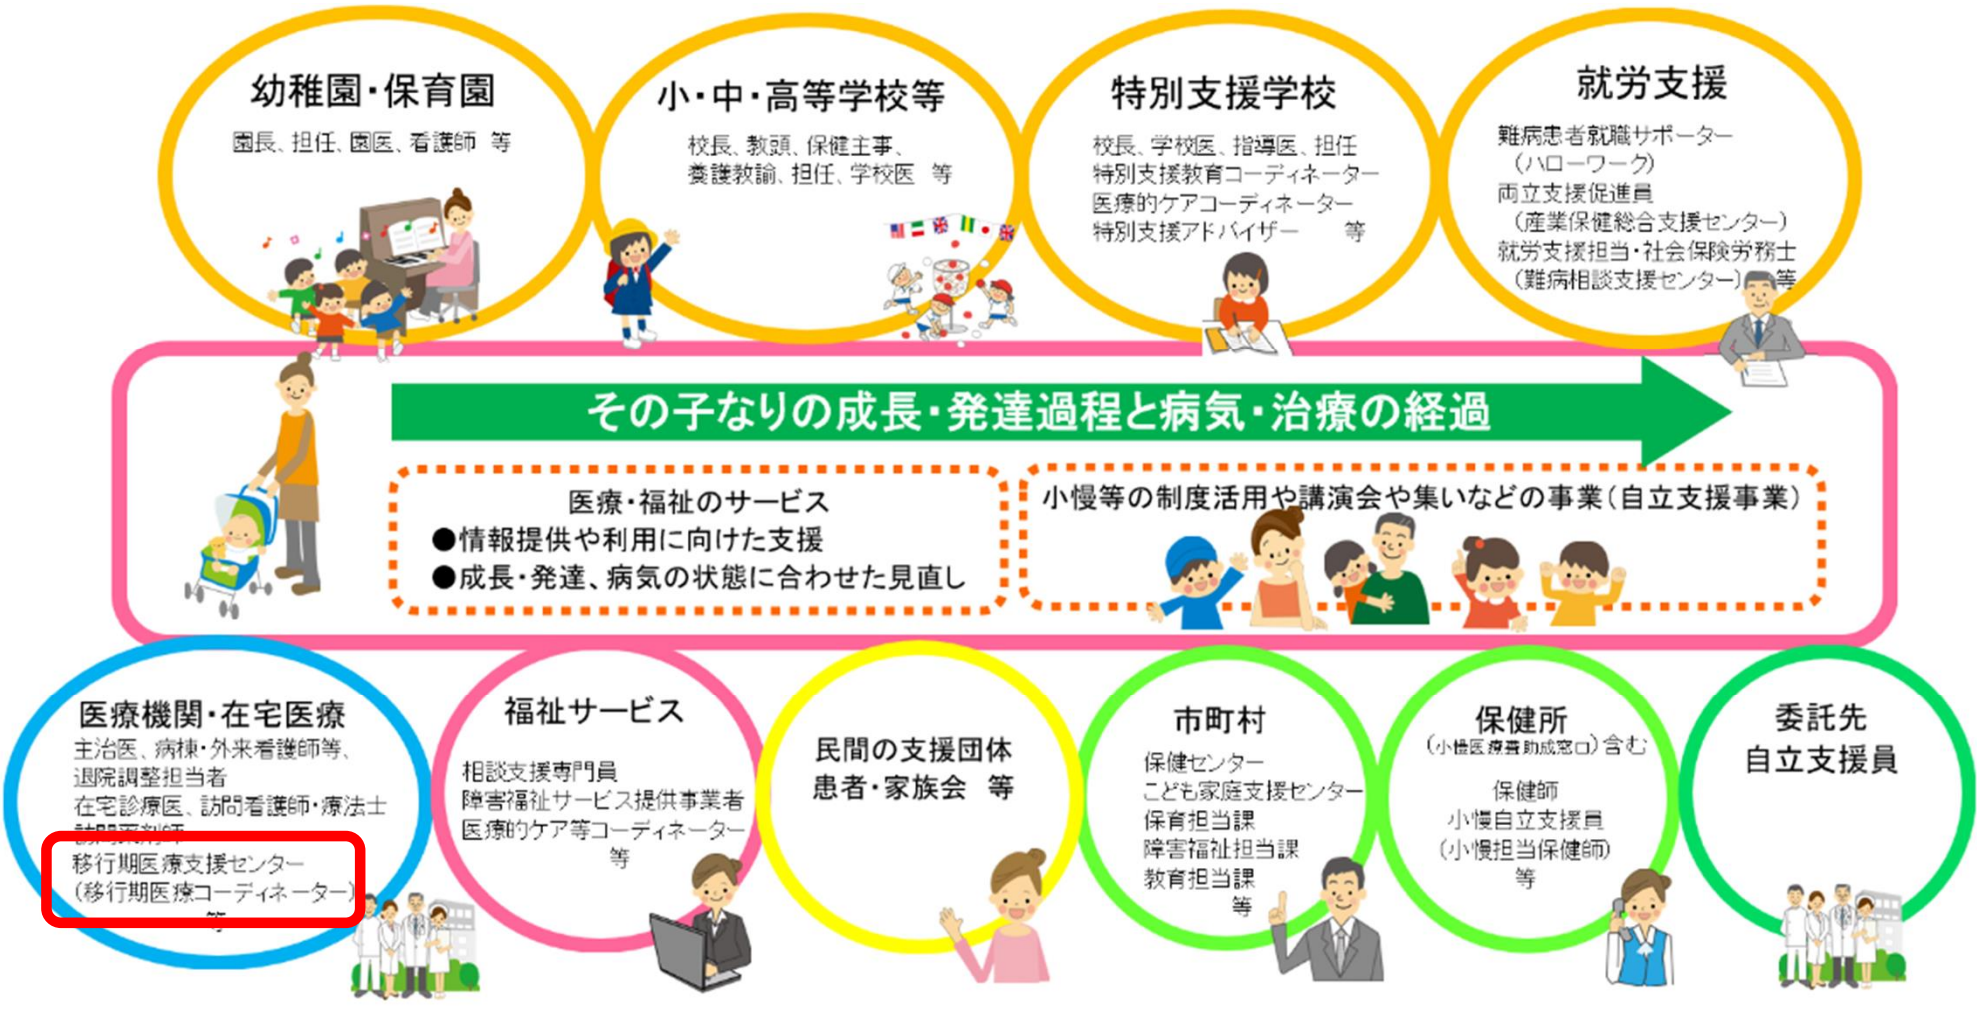 幼稚園・保育園
園長、担任、園医、看護師 等
小・中・高等学校等
校長、教頭、保健主事、
養護教諭、担任、学校医 等
特別支援学校
校長、学校医、指導医、担任
特別支援教育コーディネーター
医療的ケアコーディネーター
特別支援アドバイザー 等
就労支援
難病患者就職サポーター
（ハローワーク）
両立支援促進員
（産業保健総合支援センター）
就労支援担当・社会保険労務士
（難病相談支援センター） 等
その子なりの成長・発達過程と病気・治療の経過
医療・福祉のサービス
●情報提供や利用に向けた支援
●成長・発達、病気の状態に合わせた見直し
小慢等の制度活用や講演会や集いなどの事業（自立支援事業）
医療機関・在宅医療
主治医、病棟・外来看護師等、
退院調整担当者
在宅診療医、訪問看護師・療法士
訪問薬剤師
移行期医療支援センター
（移行期医療コーディネーター）
等
福祉サービス
相談支援専門員
障害福祉サービス提供事業者
医療的ケア等コーディネーター
等
民間の支援団体
患者・家族会 等
市町村
保健センター
こども家庭支援センター
保育担当課
障害福祉担当課
教育担当課
等
保健所
（小慢医療費助成窓口）含む
保健師
小慢自立支援員
（小慢担当保健師）
等
委託先
自立支援員